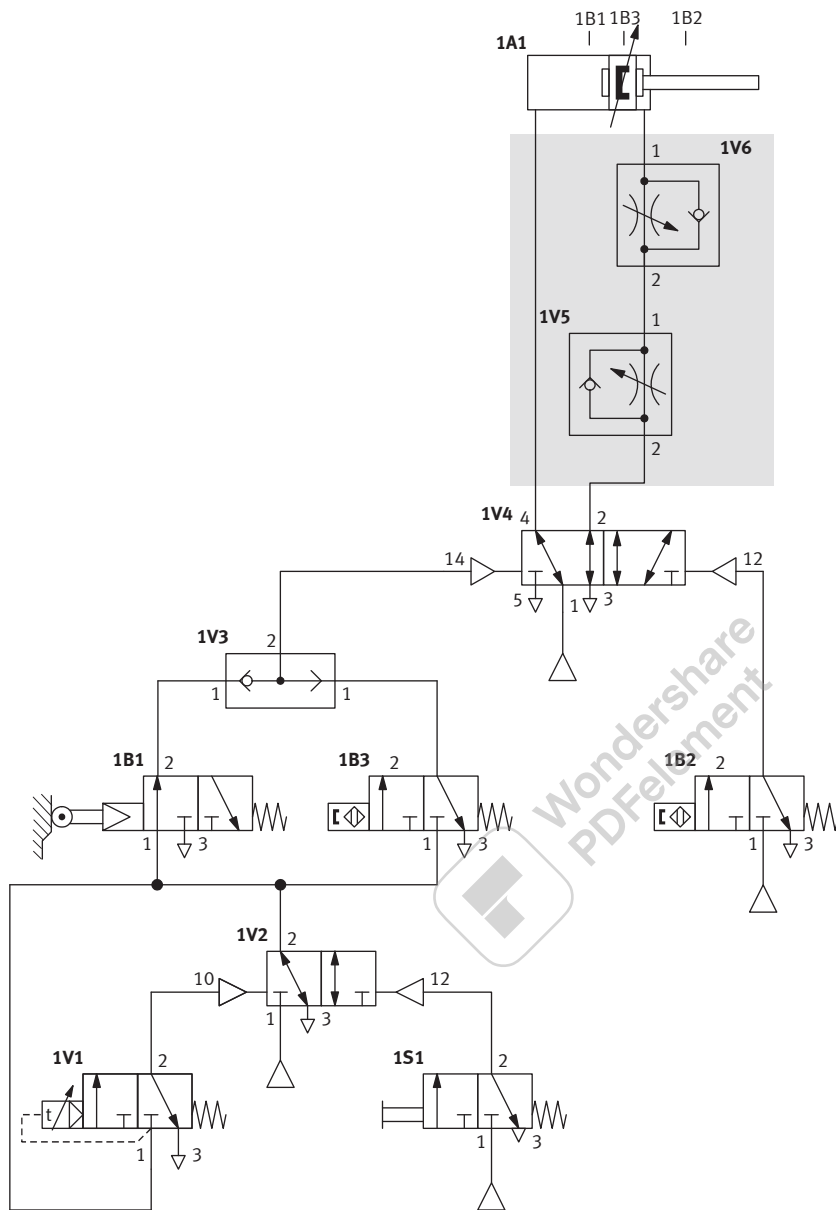 1B1 1B3 1B2
1A1
1 1V6
2
1V5 1
2
1V4 4 2
14 12
5 1 3
1V3 2
1 1
1B1 2 1B3 2 1B2 2
1 3 1 3 1 3
Wondershare
PDFelement
1V2 2
10 12
1 3
1V1 2 1S1 2
t
1 3 1 3